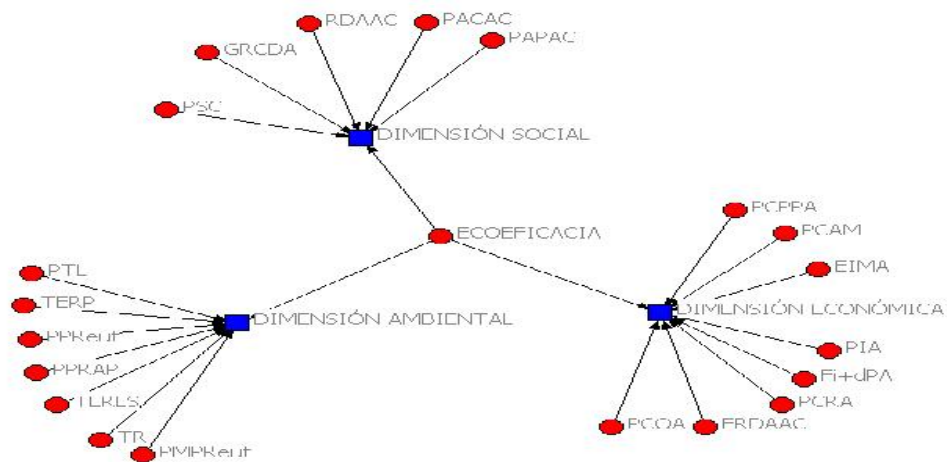 RDAAC
PACAC
PAPAC
GRCDA
PSC
DIMENSIÓN SOCIAL
PCPPA
PCAM
ECOEFICACIA
EIMA
PTL
TERP
DIMENSIÓN AMBIENTAL
DIMENSIÓN ECONÓMICA
PPReut
PIA
PPRAP
Fi+dPA
TERLS
PCRA
TR
PCOA
FRDAAC
PMPReut